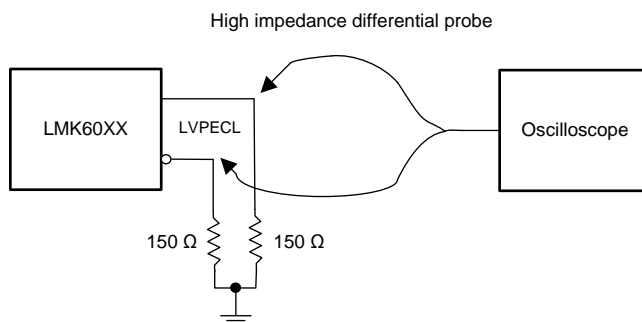 High impedance differential probe
LMK60XX
LVPECL
Oscilloscope
150 Ω
150 Ω